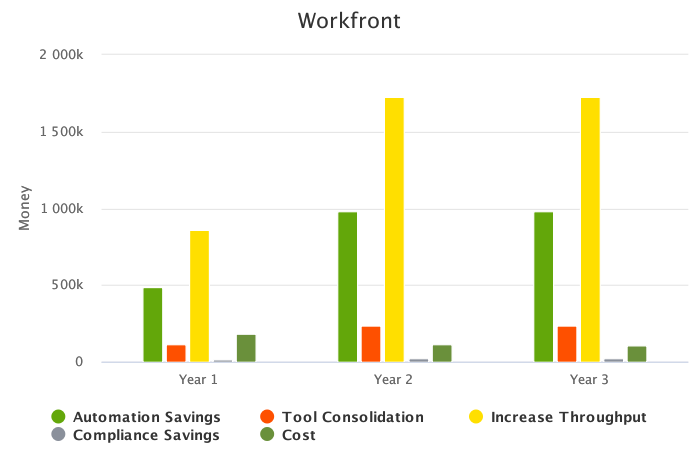 Workfront
2 000k
1 500k
1 000k
500k
0
Money
Year 1
Year 2
Year 3
Automation Savings
Tool Consolidation
Increase Throughput
Compliance Savings
Cost